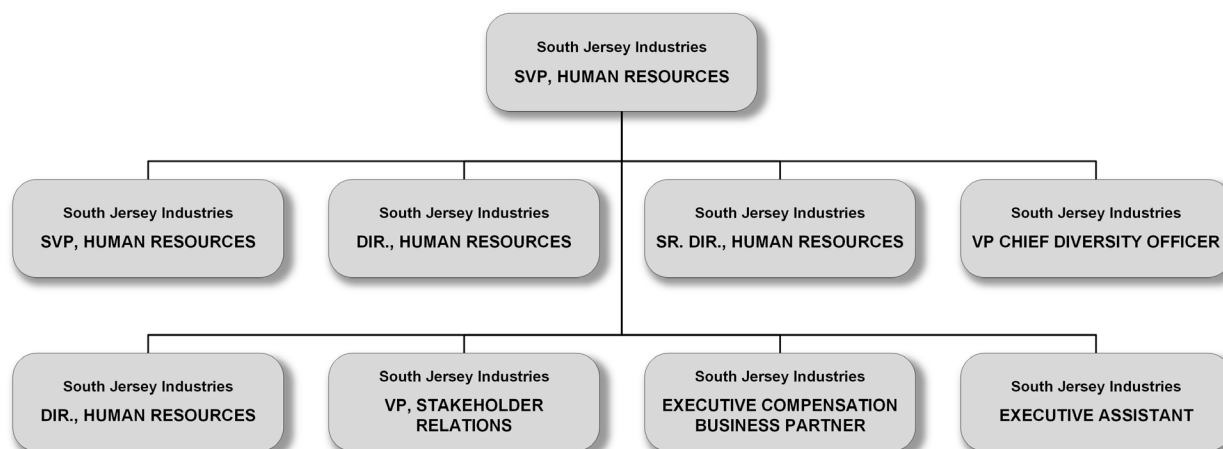 South Jersey Industries
SVP, HUMAN RESOURCES
South Jersey Industries
SVP, HUMAN RESOURCES
South Jersey Industries
DIR., HUMAN RESOURCES
South Jersey Industries
SR. DIR., HUMAN RESOURCES
South Jersey Industries
VP CHIEF DIVERSITY OFFICER
South Jersey Industries
DIR., HUMAN RESOURCES
South Jersey Industries
VP, STAKEHOLDER
RELATIONS
South Jersey Industries
EXECUTIVE COMPENSATION
BUSINESS PARTNER
South Jersey Industries
EXECUTIVE ASSISTANT